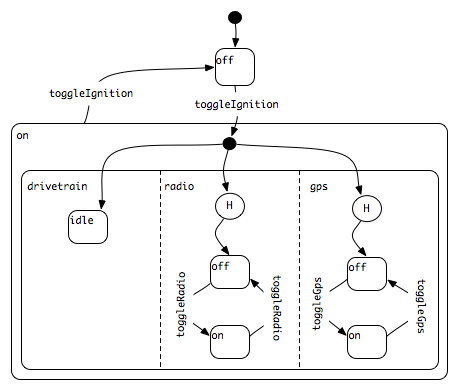 off
toggleIgnition
toggleIgnition
on
drivetrain
radio
gps
idle
H
H
off
off
toggleRadio
toggleRadio
toggleGps
toggleGps
on
on